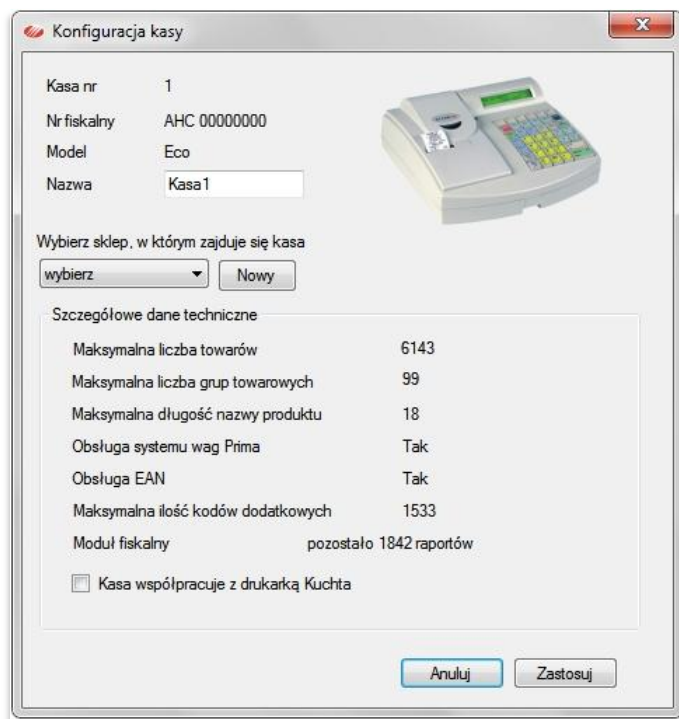 Konfiguracja kasy
Kasa nr 1
Nr fiskalny AHC 00000000
Model Eco
Nazwa Kasa1
Wybierz sklep, w którym zajduje się kasa
wybierz Nowy
Szczegółowe dane techniczne
Maksymalna liczba towarów 6143
Maksymalna liczba grup towarowych 99
Maksymalna długość nazwy produktu 18
Obsługa systemu wag Prima Tak
Obsługa EAN Tak
Maksymalna ilość kodów dodatkowych 1533
Moduł fiskalny pozostało 1842 raportów
Kasa współpracuje z drukarką Kuchta
Anuluj Zastosuj